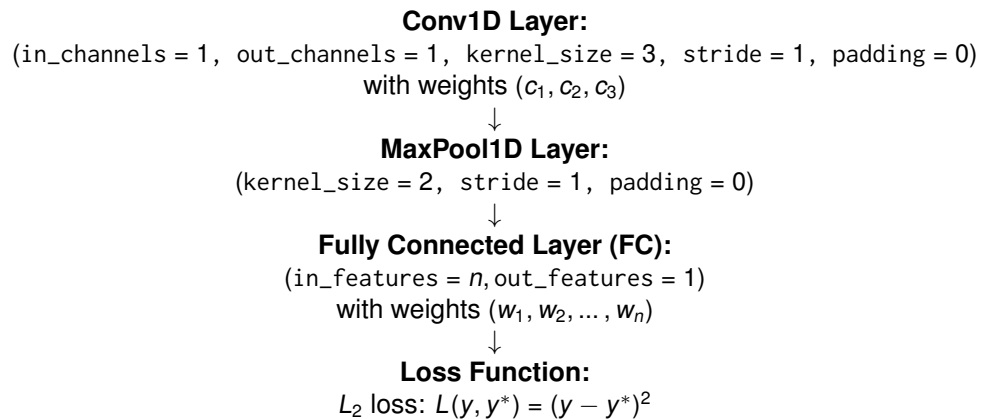 Conv1D Layer:
(in_channels = 1, out_channels = 1, kernel_size = 3, stride = 1, padding = 0)
with weights (c₁, c₂, c₃)
↓
MaxPool1D Layer:
(kernel_size = 2, stride = 1, padding = 0)
↓
Fully Connected Layer (FC):
(in_features = n, out_features = 1)
with weights (w₁, w₂, ... , wₙ)
↓
Loss Function:
L₂ loss: L(y, y*) = (y − y*)²